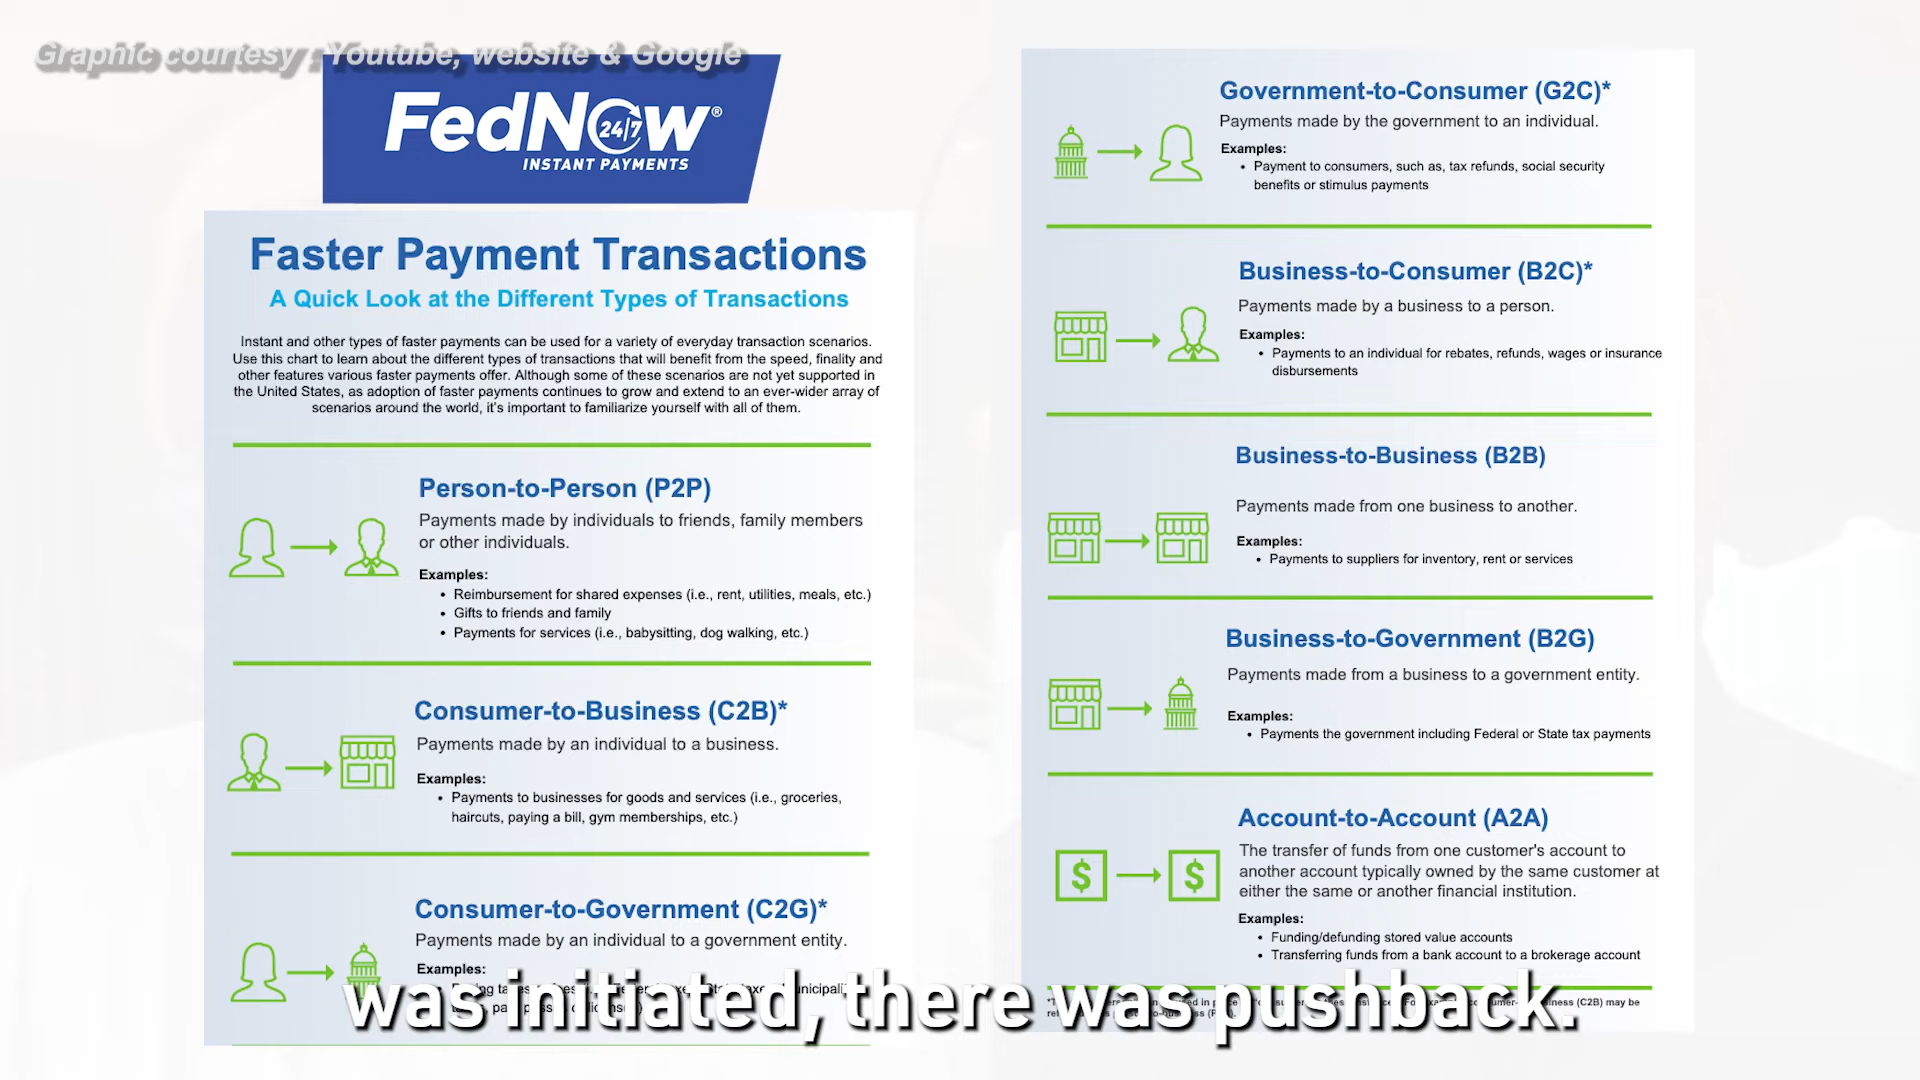 Graphic courtesy : Youtube, website & Google
FedNow®
24/7
INSTANT PAYMENTS
Faster Payment Transactions
A Quick Look at the Different Types of Transactions
Instant and other types of faster payments can be used for a variety of everyday transaction scenarios.
Use this chart to learn about the different types of transactions that will benefit from the speed, finality and
other features various faster payments offer. Although some of these scenarios are not yet supported in
the United States, as adoption of faster payments continues to grow and extend to an ever-wider array of
scenarios around the world, it's important to familiarize yourself with all of them.
Person-to-Person (P2P)
Payments made by individuals to friends, family members
or other individuals.
Examples:
• Reimbursement for shared expenses (i.e., rent, utilities, meals, etc.)
• Gifts to friends and family
• Payments for services (i.e., babysitting, dog walking, etc.)
Consumer-to-Business (C2B)*
Payments made by an individual to a business.
Examples:
• Payments to businesses for goods and services (i.e., groceries,
haircuts, paying a bill, gym memberships, etc.)
Consumer-to-Government (C2G)*
Payments made by an individual to a government entity.
Examples:
Government-to-Consumer (G2C)*
Payments made by the government to an individual.
Examples:
• Payment to consumers, such as, tax refunds, social security
benefits or stimulus payments
Business-to-Consumer (B2C)*
Payments made by a business to a person.
Examples:
• Payments to an individual for rebates, refunds, wages or insurance
disbursements
Business-to-Business (B2B)
Payments made from one business to another.
Examples:
• Payments to suppliers for inventory, rent or services
Business-to-Government (B2G)
Payments made from a business to a government entity.
Examples:
• Payments the government including Federal or State tax payments
Account-to-Account (A2A)
The transfer of funds from one customer's account to
another account typically owned by the same customer at
either the same or another financial institution.
Examples:
• Funding/defunding stored value accounts
• Transferring funds from a bank account to a brokerage account
(C2B) may be
was initiated, there was pushback.